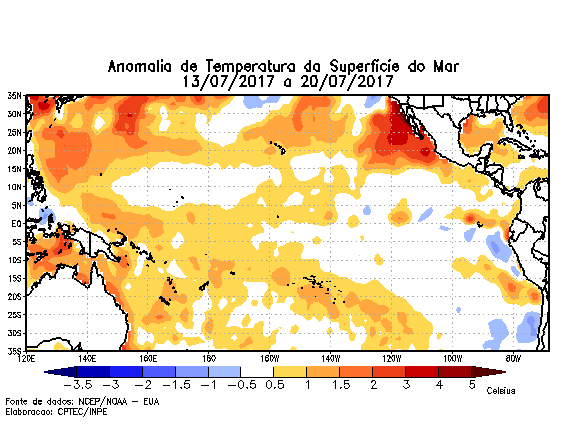 Anomalia de Temperatura da Superfície do Mar
13/07/2017 a 20/07/2017
35N
30N
25N
20N
15N
10N
5N
EQ
5S
10S
15S
20S
25S
30S
35S
120E 140E 160E 180 160W 140W 120W 100W 80W
-3.5 -3 -2 -1.5 -1 -0.5 0.5 1 1.5 2 3 4 5
Celsius
Fonte de dados: NCEP/NOAA - EUA
Elaboracao: CPTEC/INPE